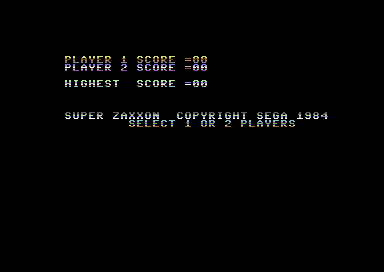 PLAYER 1 SCORE =00
PLAYER 2 SCORE =00
HIGHEST  SCORE =00
SUPER ZAXXON  COPYRIGHT SEGA 1984
SELECT 1 OR 2 PLAYERS